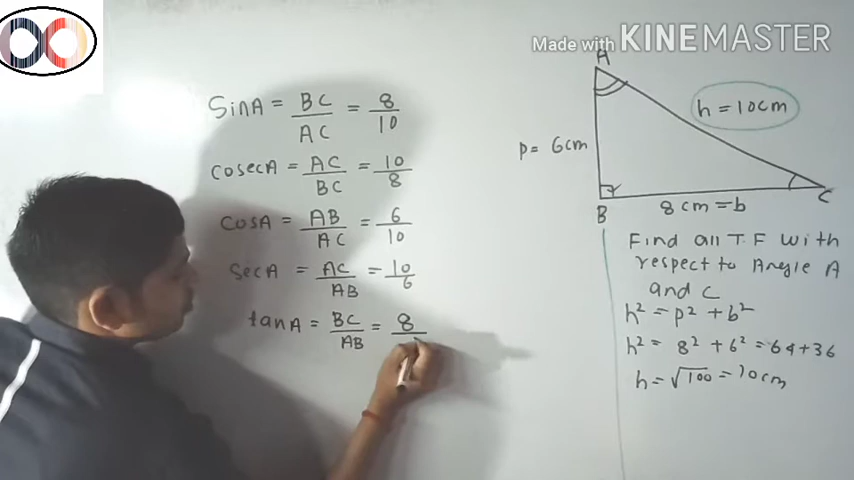 Made with KINEMASTER
SinA = BC/AC = 8/10
cosecA = AC/BC = 10/8
cosA = AB/AC = 6/10
secA = AC/AB = 10/6
tanA = BC/AB = 8/
A
h = 10cm
p = 6cm
B
8 cm = b
C
Find all T.F with
respect to Angle A
and C
h² = p² + b²
h² = 8² + 6² = 64+36
h = √100 = 10cm